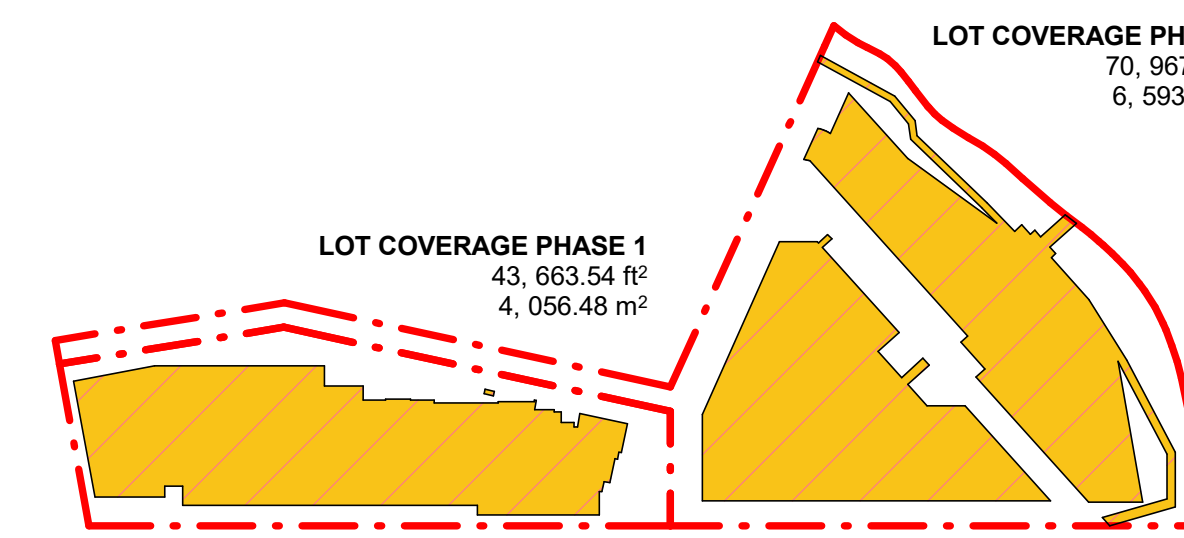 LOT COVERAGE PH
70, 967
6, 593
LOT COVERAGE PHASE 1
43, 663.54 ft²
4, 056.48 m²